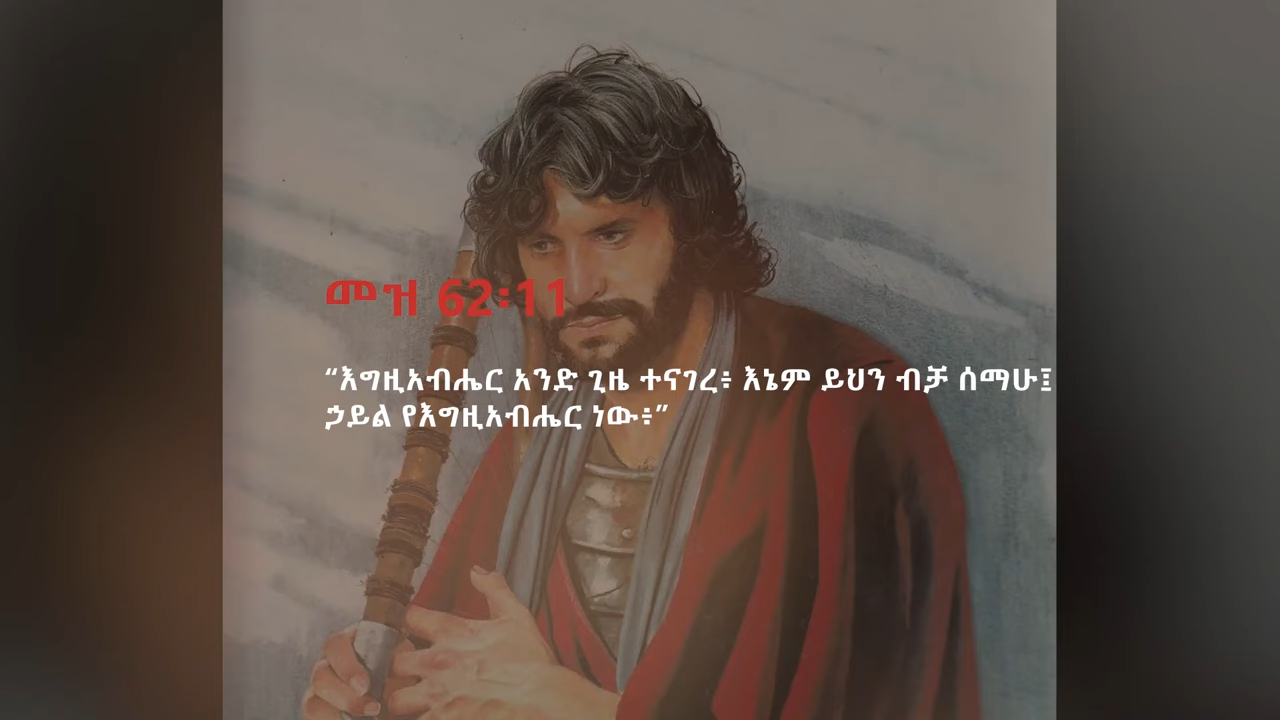 መዝ 62፡11
“እግዚአብሔር አንድ ጊዜ ተናገረ፥ እኔም ይህን ብቻ ሰማሁ፤
ኃይል የእግዚአብሔር ነው፥”